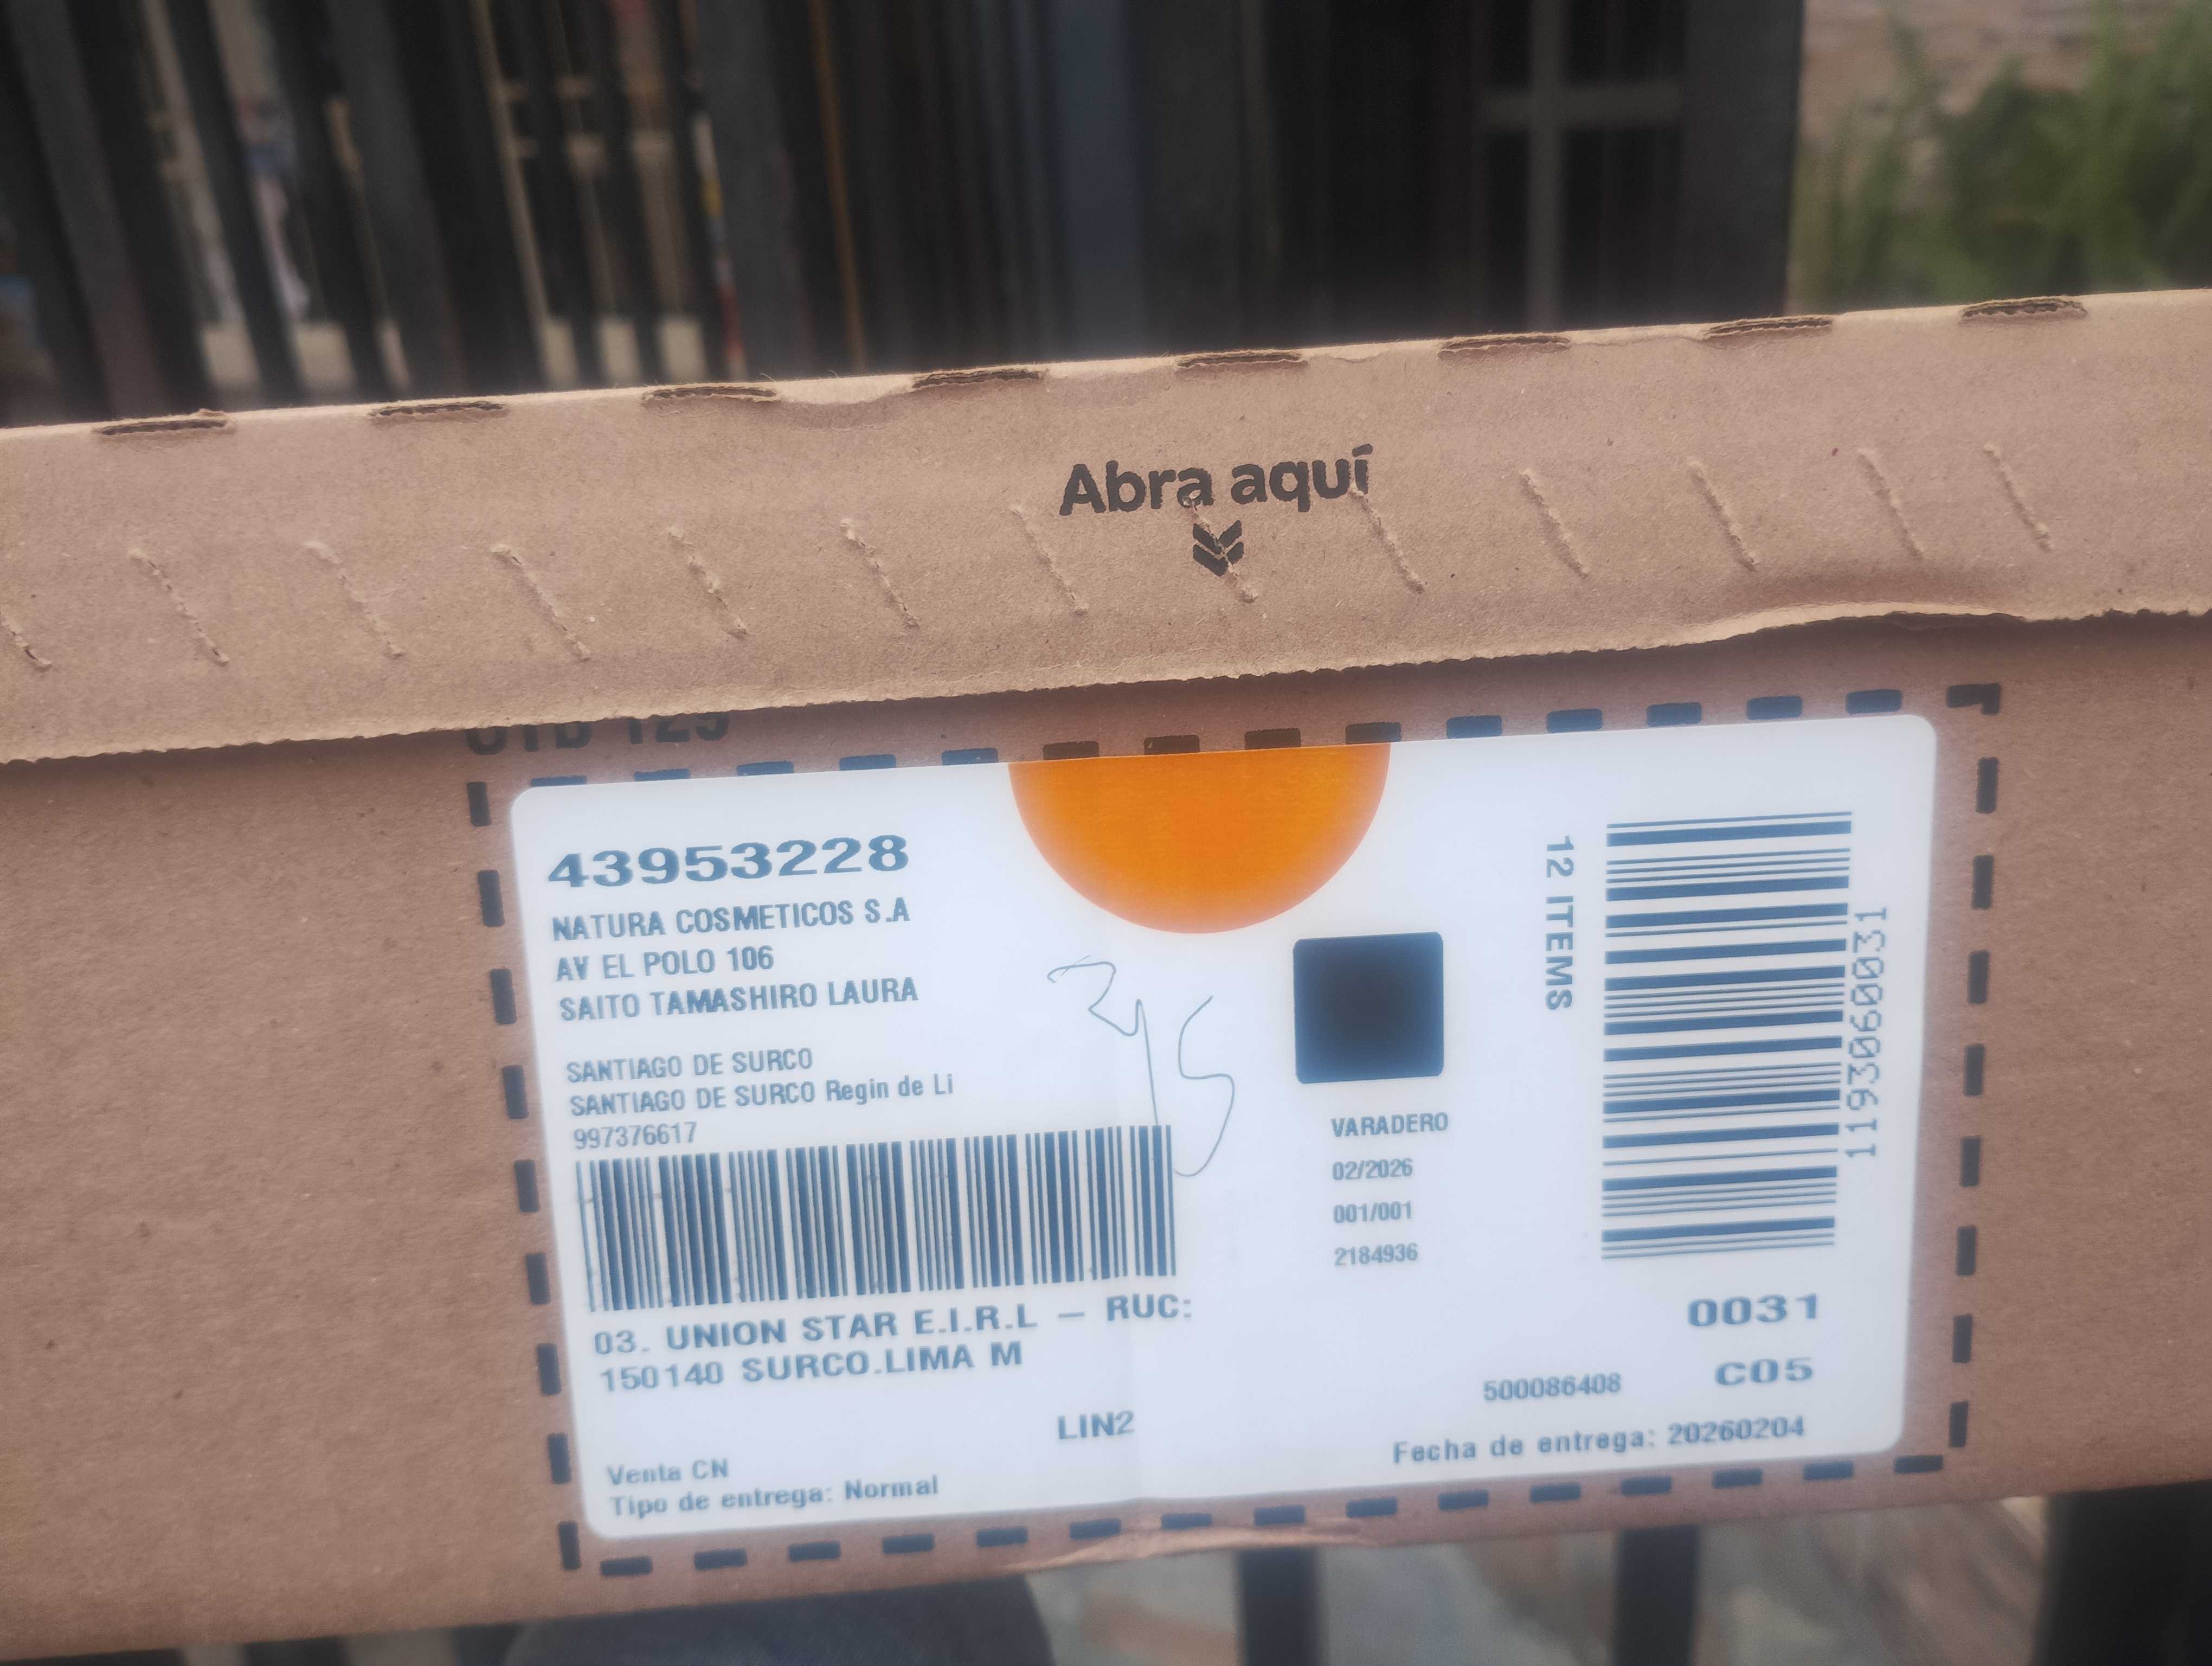 Abra aquí
43953228
NATURA COSMETICOS S.A
AV EL POLO 106
SAITO TAMASHIRO LAURA
SANTIAGO DE SURCO
SANTIAGO DE SURCO Regin de Li
997376617
03. UNION STAR E.I.R.L – RUC:
150140 SURCO.LIMA M
LIN2
Venta CN
Tipo de entrega: Normal
VARADERO
02/2026
001/001
2184936
12 ITEMS
1193060031
0031
C05
500086408
Fecha de entrega: 20260204